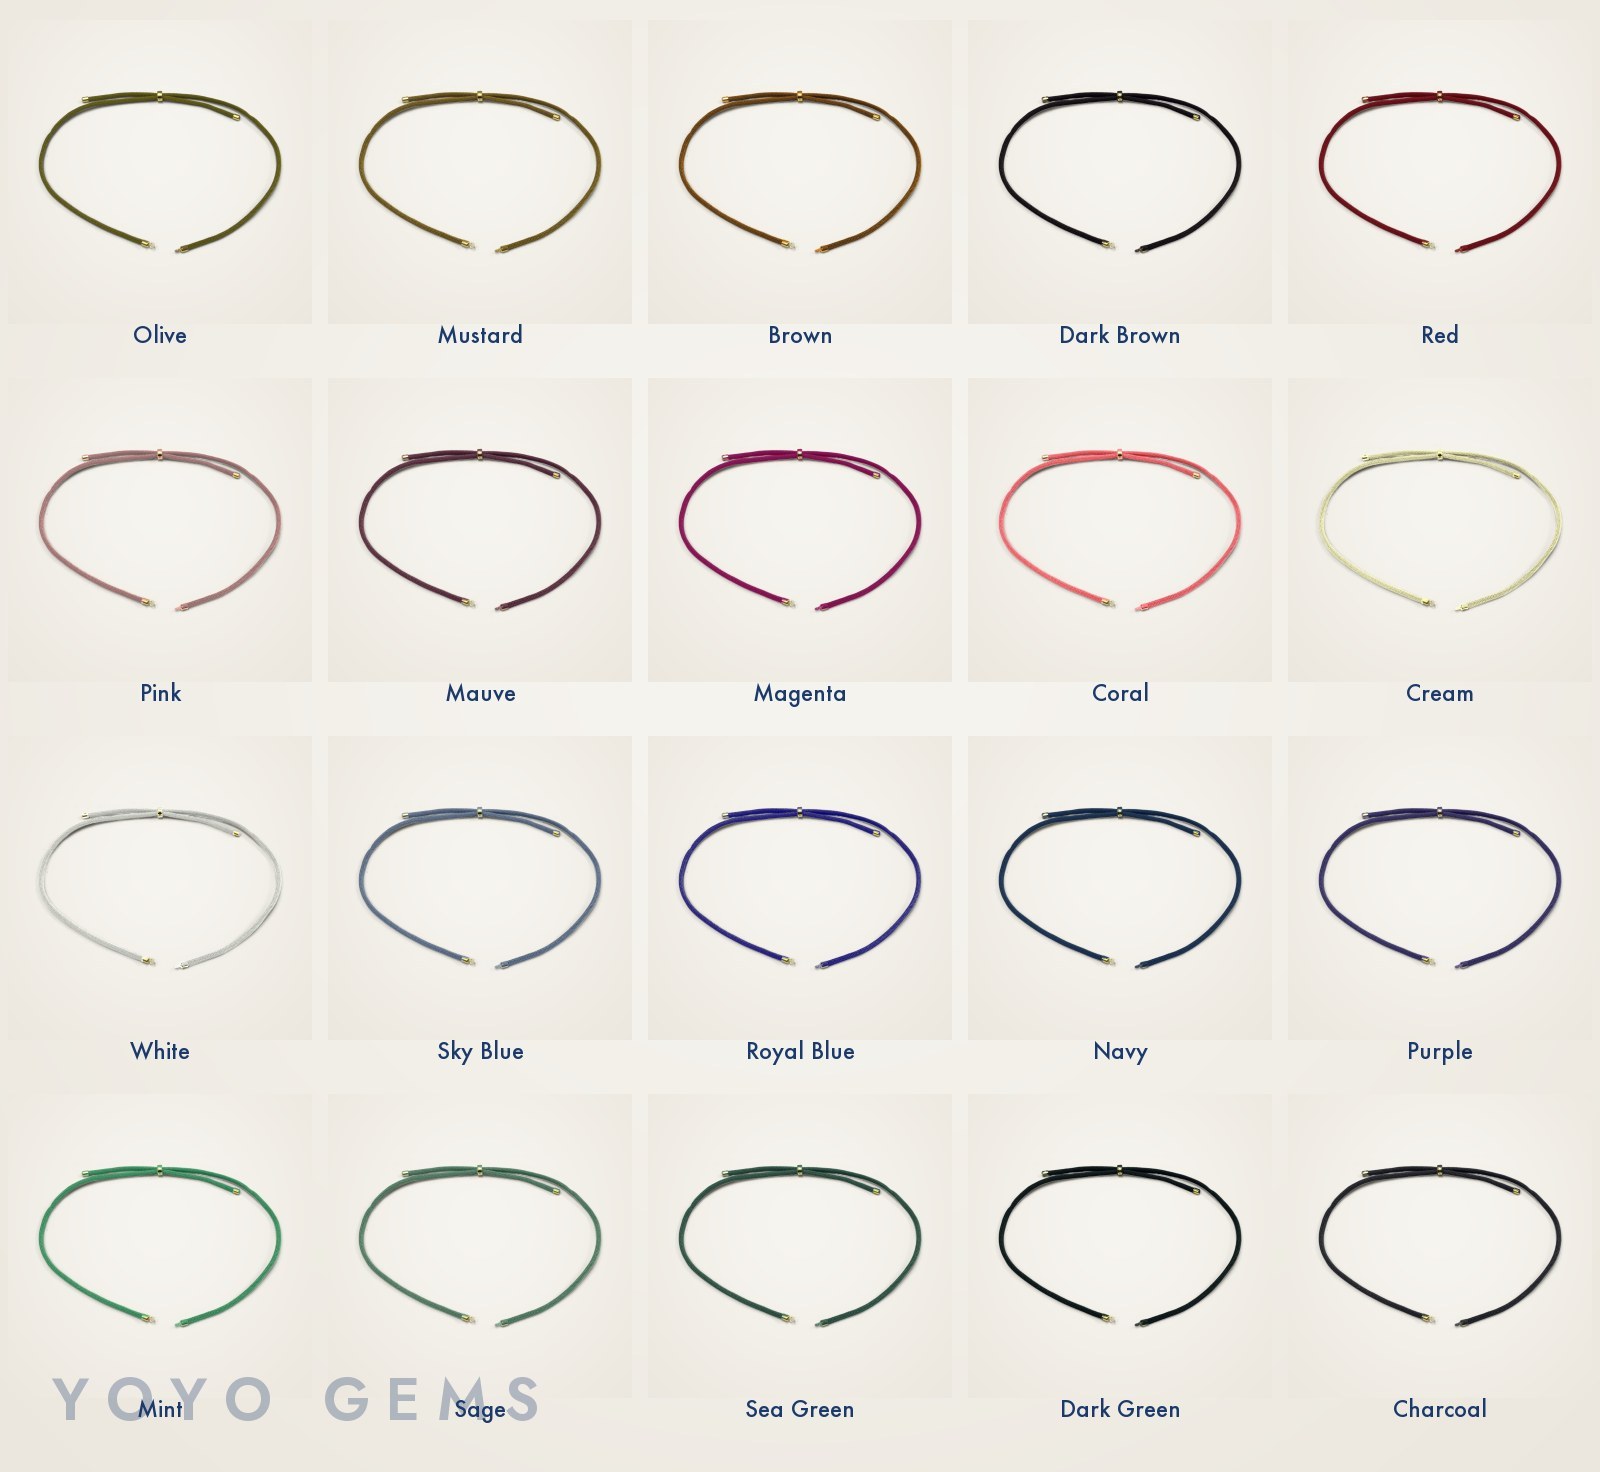 Olive
Mustard
Brown
Dark Brown
Red
Pink
Mauve
Magenta
Coral
Cream
White
Sky Blue
Royal Blue
Navy
Purple
Mint
Sage
Sea Green
Dark Green
Charcoal
YOYO GEMS